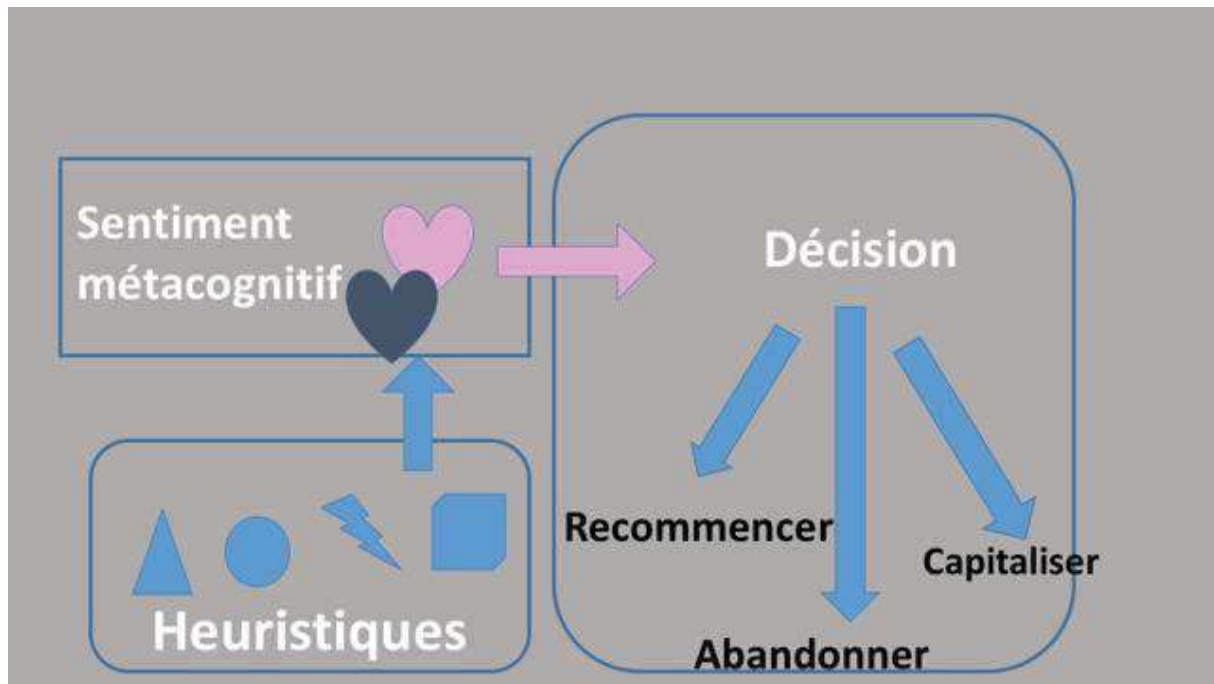 Sentiment
métacognitif
Décision
Recommencer
Capitaliser
Abandonner
Heuristiques